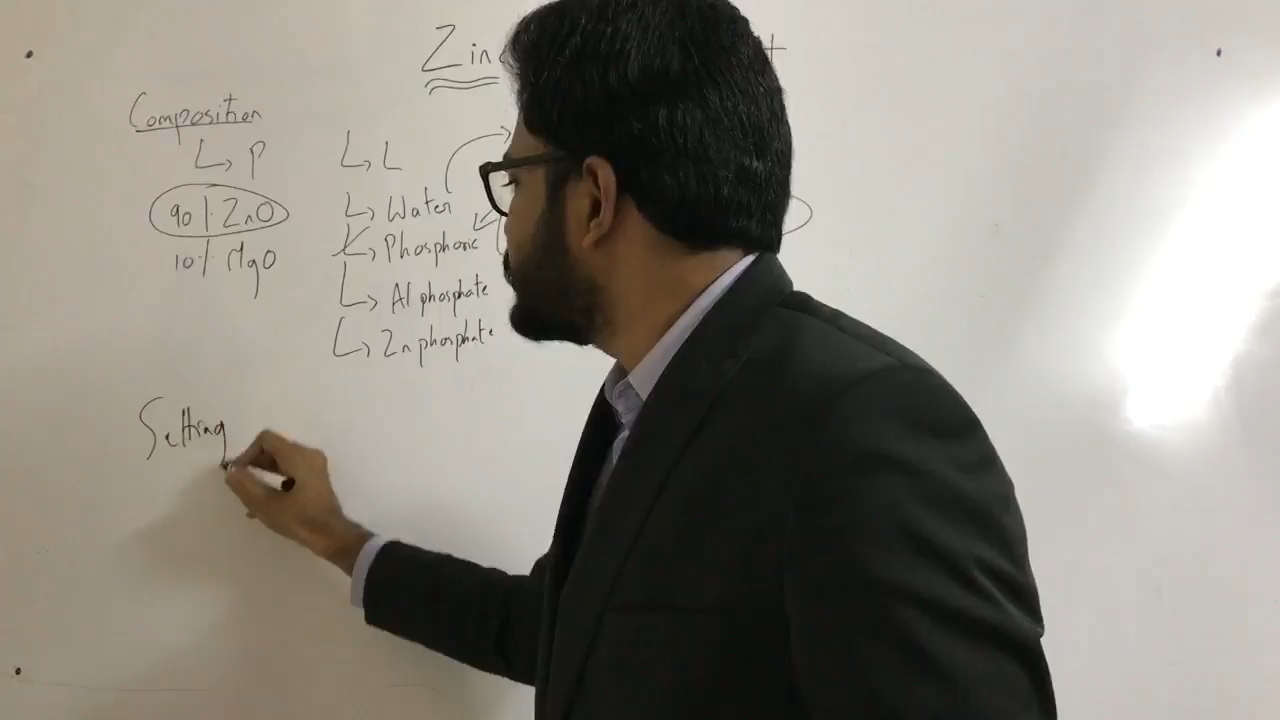 Zin
Composition
P
L
90% ZnO
Water
10% MgO
Phosphoric
Al phosphate
Zn phosphate
Setting